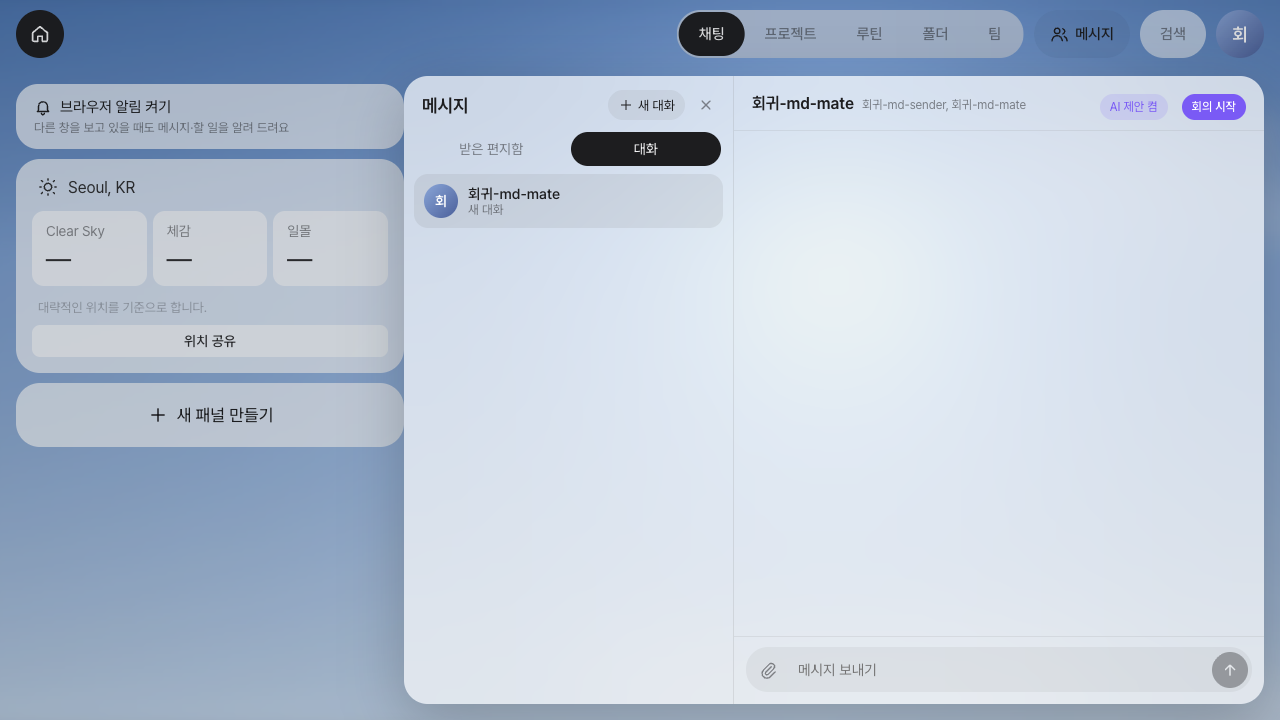 채팅
프로젝트
루틴
폴더
팀
메시지
검색
회
브라우저 알림 켜기
다른 창을 보고 있을 때도 메시지·할 일을 알려 드려요
Seoul, KR
Clear Sky
—
체감
—
일몰
—
대략적인 위치를 기준으로 합니다.
위치 공유
새 패널 만들기
메시지
새 대화
받은 편지함
대화
회
회귀-md-mate
새 대화
회귀-md-mate 회귀-md-sender, 회귀-md-mate
AI 제안 켬
회의 시작
메시지 보내기